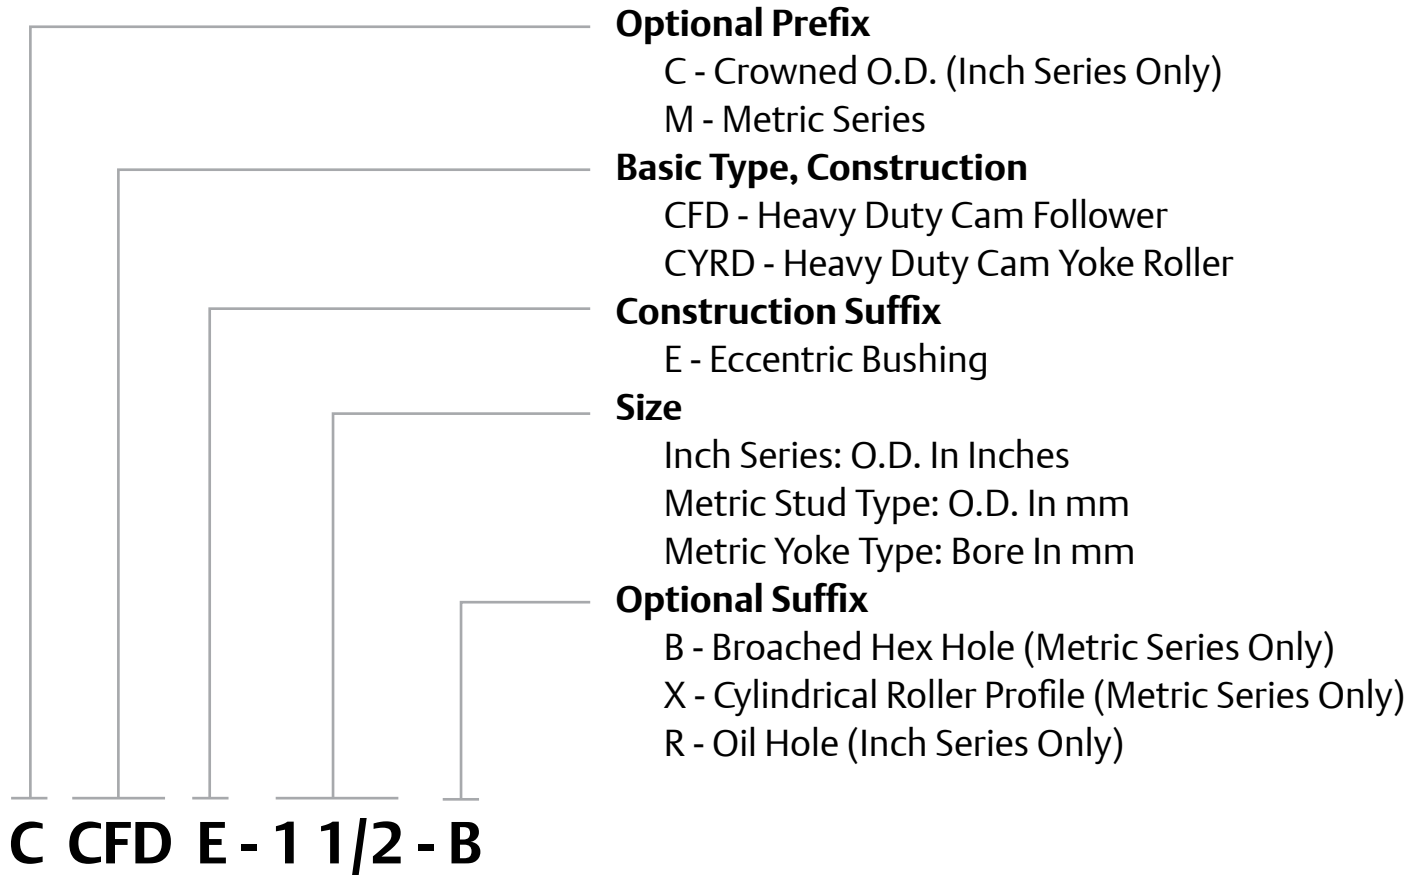 Optional Prefix
C - Crowned O.D. (Inch Series Only)
M - Metric Series
Basic Type, Construction
CFD - Heavy Duty Cam Follower
CYRD - Heavy Duty Cam Yoke Roller
Construction Suffix
E - Eccentric Bushing
Size
Inch Series: O.D. In Inches
Metric Stud Type: O.D. In mm
Metric Yoke Type: Bore In mm
Optional Suffix
B - Broached Hex Hole (Metric Series Only)
X - Cylindrical Roller Profile (Metric Series Only)
R - Oil Hole (Inch Series Only)
C CFD E - 1 1/2 - B